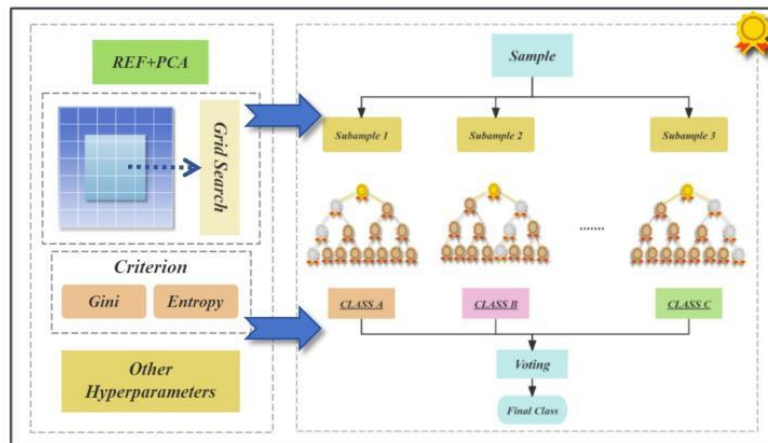 REF+PCA
Grid Search
Criterion
Gini
Entropy
Other
Hyperparameters
Sample
Subample 1
Subample 2
Subample 3
.......
CLASS A
CLASS B
CLASS C
Voting
Final Class